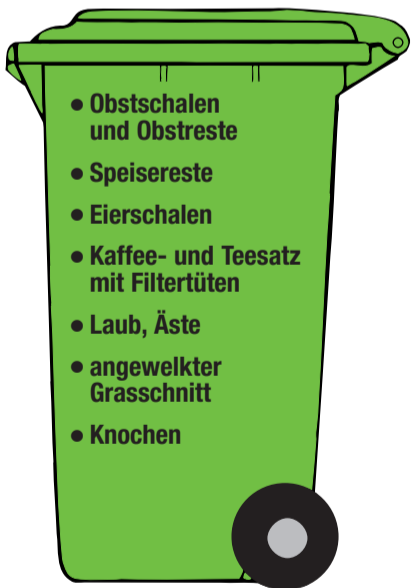 • Obstschalen
und Obstreste
• Speisereste
• Eierschalen
• Kaffee- und Teesatz
mit Filtertüten
• Laub, Äste
• angewelkter
Grasschnitt
• Knochen